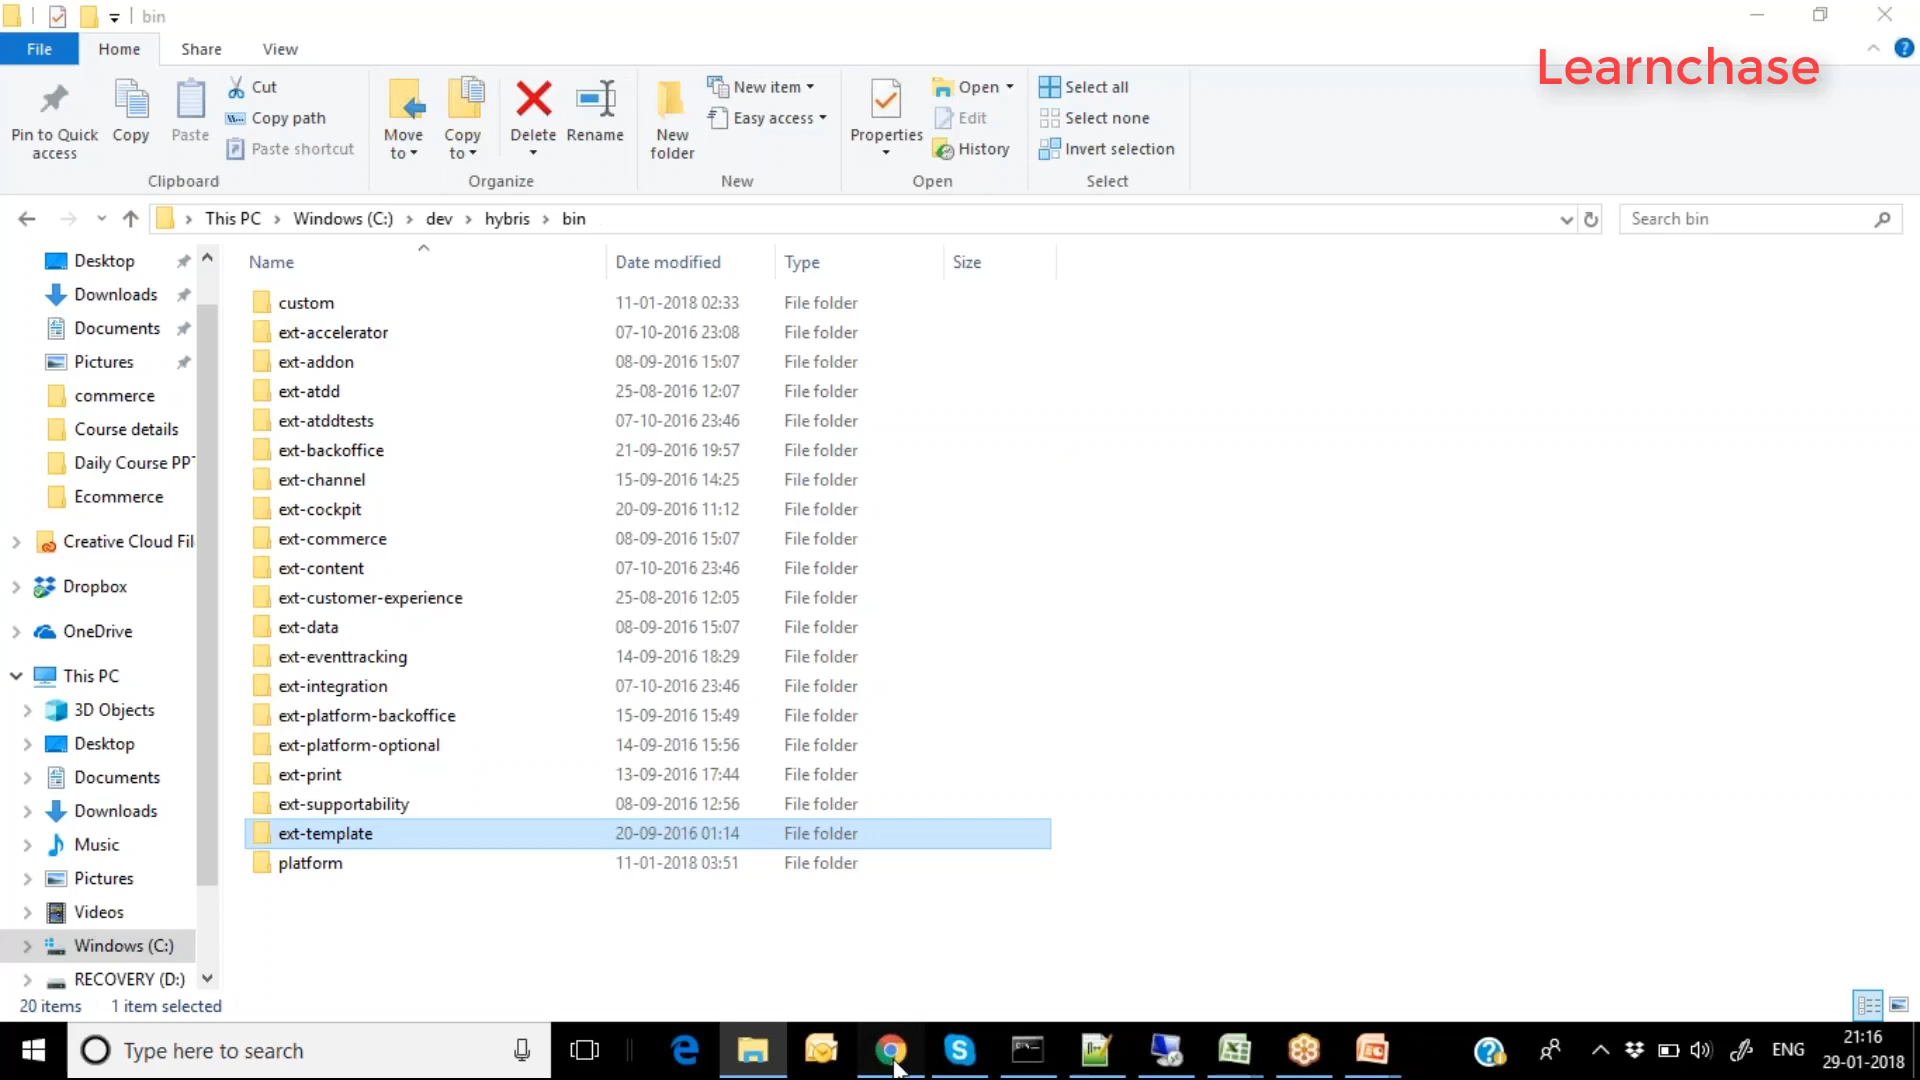 bin
File Home Share View
Learnchase
Pin to Quick access
Copy
Paste
Cut
Copy path
Paste shortcut
Clipboard
Move to
Copy to
Delete
Rename
Organize
New folder
New item
Easy access
New
Properties
Open
Edit
History
Open
Select all
Select none
Invert selection
Select
This PC > Windows (C:) > dev > hybris > bin
Search bin
Desktop
Downloads
Documents
Pictures
commerce
Course details
Daily Course PPT
Ecommerce
Creative Cloud Fil
Dropbox
OneDrive
This PC
3D Objects
Desktop
Documents
Downloads
Music
Pictures
Videos
Windows (C:)
RECOVERY (D:)
Name Date modified Type Size
custom 11-01-2018 02:33 File folder
ext-accelerator 07-10-2016 23:08 File folder
ext-addon 08-09-2016 15:07 File folder
ext-atdd 25-08-2016 12:07 File folder
ext-atddtests 07-10-2016 23:46 File folder
ext-backoffice 21-09-2016 19:57 File folder
ext-channel 15-09-2016 14:25 File folder
ext-cockpit 20-09-2016 11:12 File folder
ext-commerce 08-09-2016 15:07 File folder
ext-content 07-10-2016 23:46 File folder
ext-customer-experience 25-08-2016 12:05 File folder
ext-data 08-09-2016 15:07 File folder
ext-eventtracking 14-09-2016 18:29 File folder
ext-integration 07-10-2016 23:46 File folder
ext-platform-backoffice 15-09-2016 15:49 File folder
ext-platform-optional 14-09-2016 15:56 File folder
ext-print 13-09-2016 17:44 File folder
ext-supportability 08-09-2016 12:56 File folder
ext-template 20-09-2016 01:14 File folder
platform 11-01-2018 03:51 File folder
20 items 1 item selected
Type here to search
ENG
21:16
29-01-2018